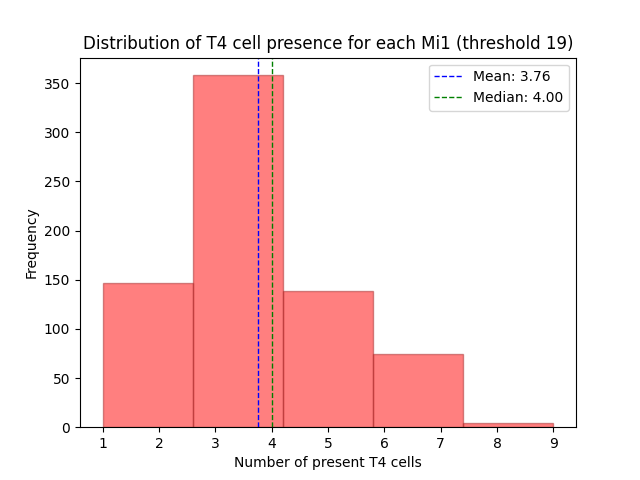 Distribution of T4 cell presence for each Mi1 (threshold 19)
Mean: 3.76
Median: 4.00
Frequency
350
300
250
200
150
100
50
0
1 2 3 4 5 6 7 8 9
Number of present T4 cells